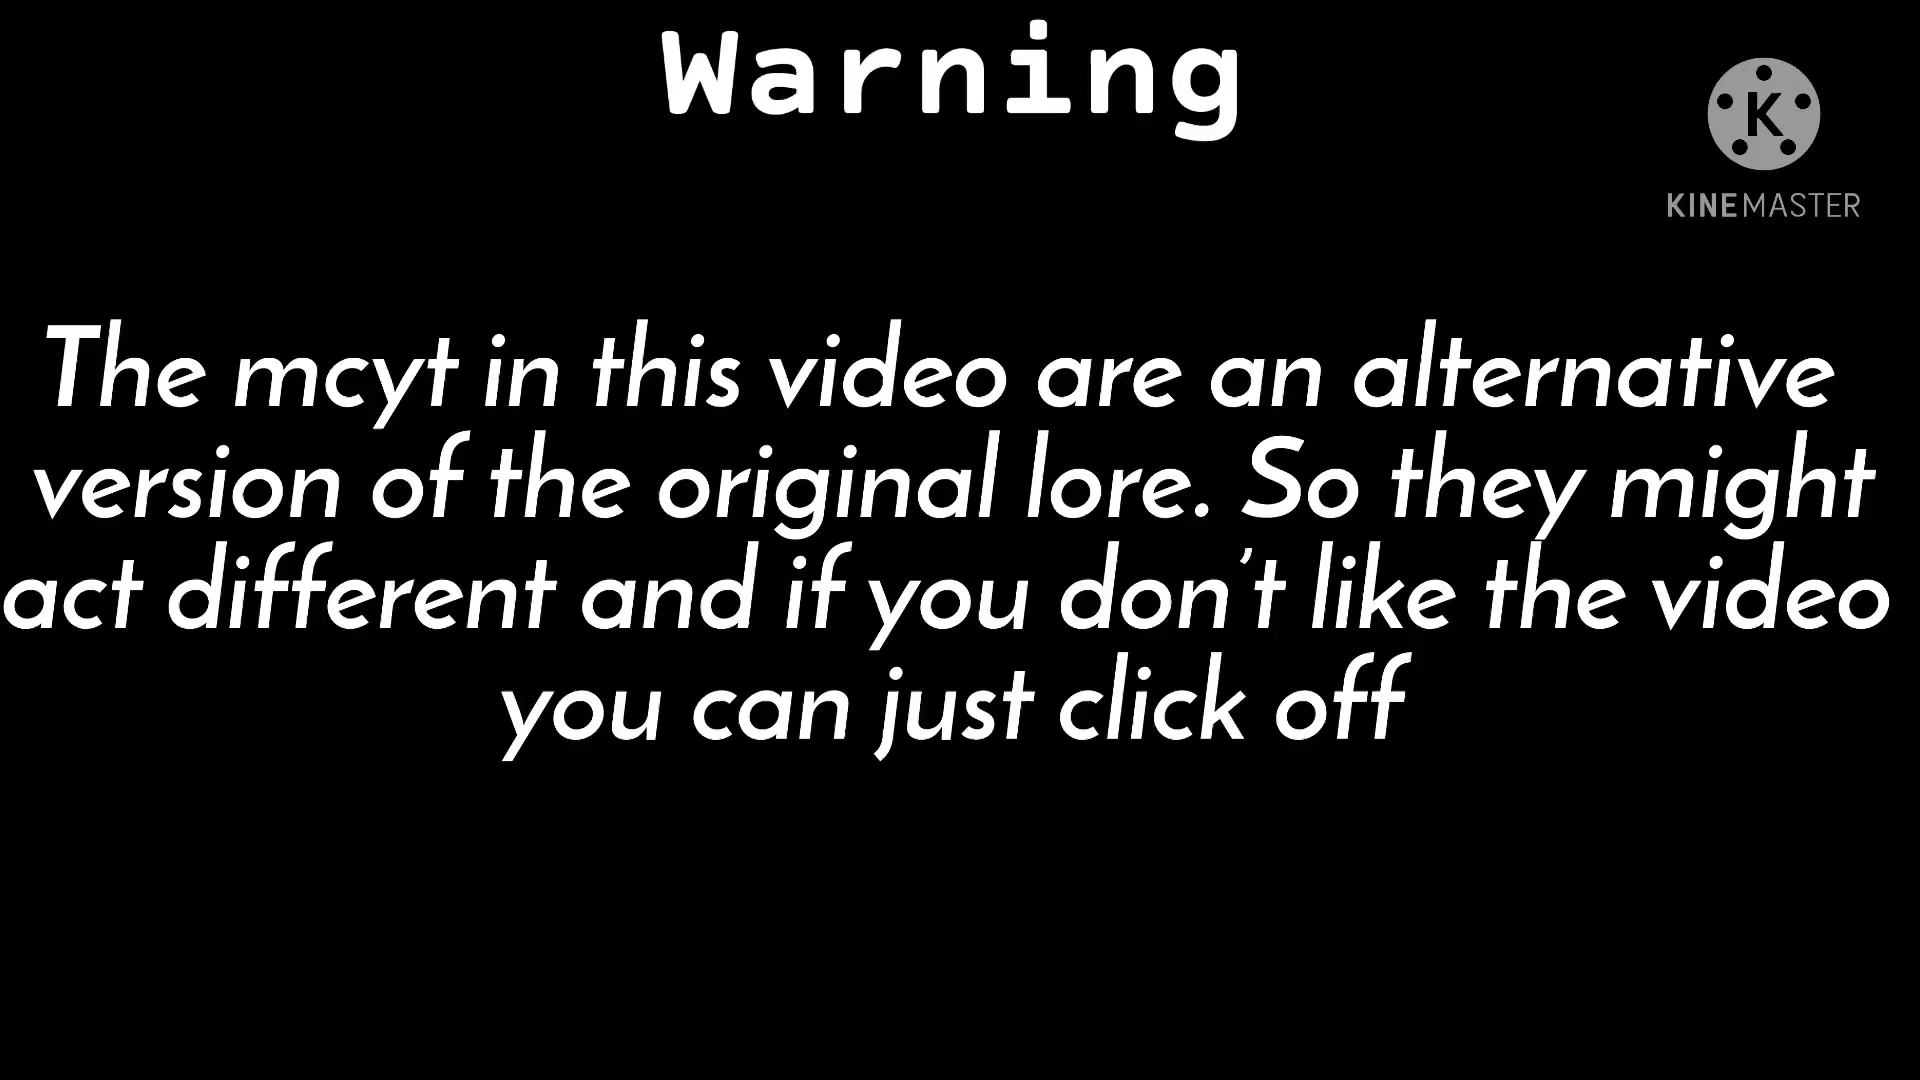 Warning
K
KINEMASTER
The mcyt in this video are an alternative
version of the original lore. So they might
act different and if you don't like the video
you can just click off